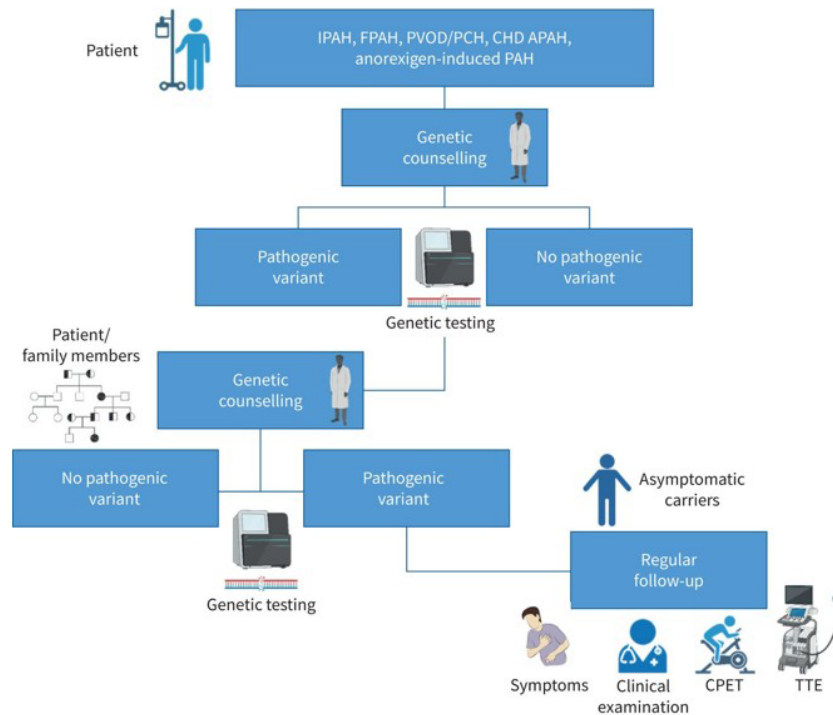 Patient
IPAH, FPAH, PVOD/PCH, CHD APAH,
anorexigen-induced PAH
Genetic
counselling
Pathogenic
variant
No pathogenic
variant
Genetic testing
Patient/
family members
Genetic
counselling
No pathogenic
variant
Pathogenic
variant
Genetic testing
Asymptomatic
carriers
Regular
follow-up
Symptoms
Clinical
examination
CPET
TTE